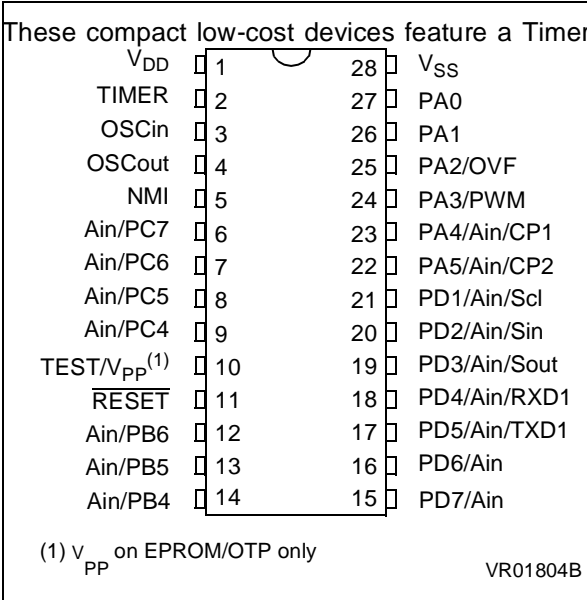 These compact low-cost devices feature a Timer
VDD 1 28 VSS
TIMER 2 27 PA0
OSCin 3 26 PA1
OSCout 4 25 PA2/OVF
NMI 5 24 PA3/PWM
Ain/PC7 6 23 PA4/Ain/CP1
Ain/PC6 7 22 PA5/Ain/CP2
Ain/PC5 8 21 PD1/Ain/Scl
Ain/PC4 9 20 PD2/Ain/Sin
TEST/VPP(1) 10 19 PD3/Ain/Sout
RESET 11 18 PD4/Ain/RXD1
Ain/PB6 12 17 PD5/Ain/TXD1
Ain/PB5 13 16 PD6/Ain
Ain/PB4 14 15 PD7/Ain
(1) VPP on EPROM/OTP only
VR01804B